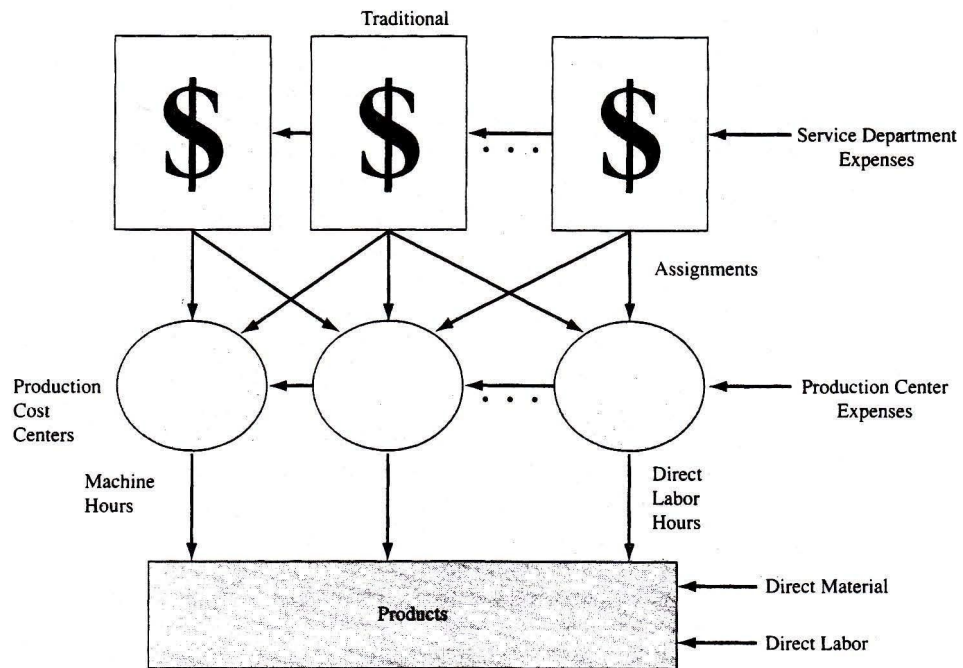 Traditional
$ $ $
Service Department
Expenses
Assignments
Production
Cost
Centers
Production Center
Expenses
Machine
Hours
Direct
Labor
Hours
Products
Direct Material
Direct Labor